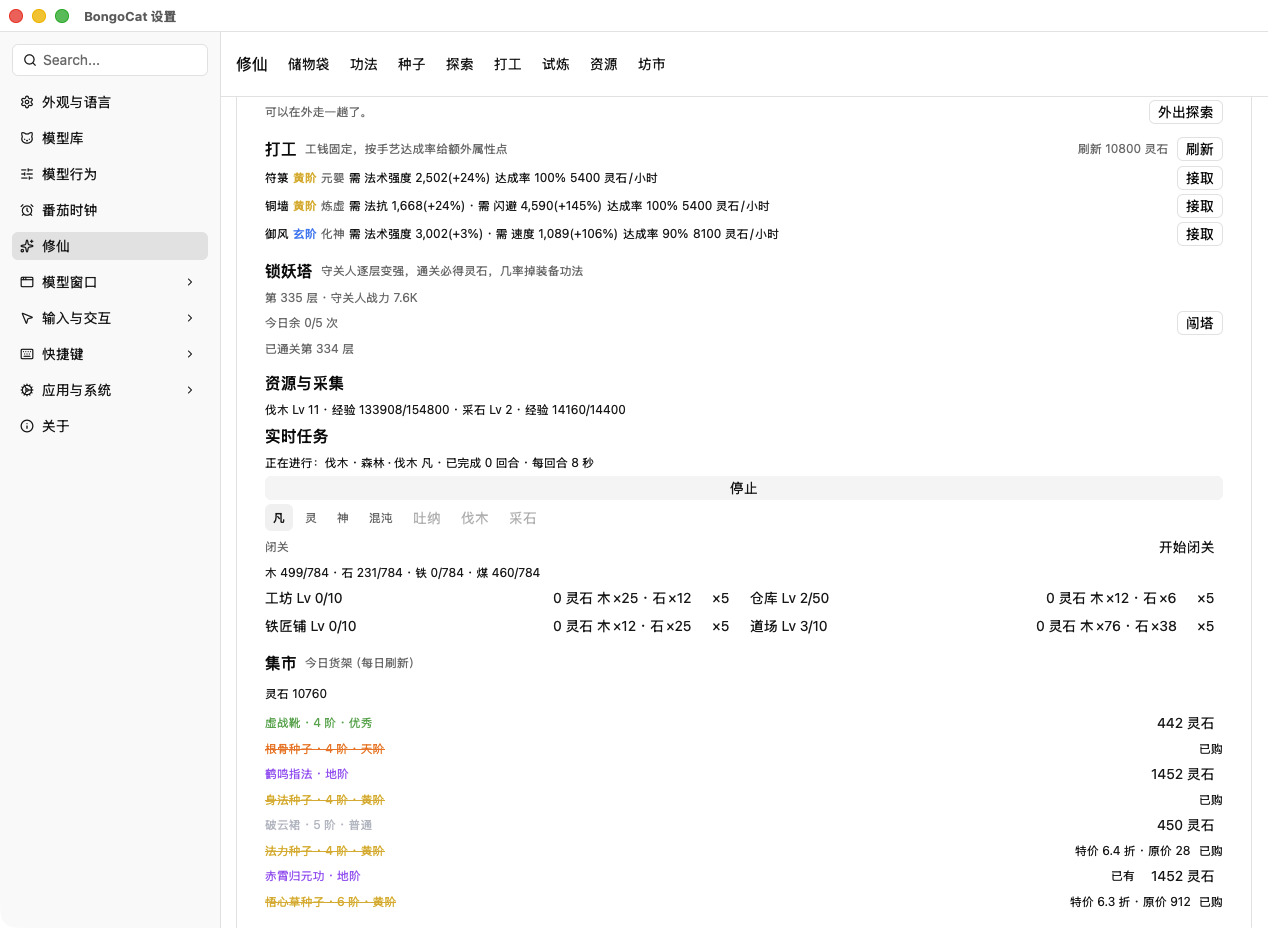 BongoCat 设置
Search...
外观与语言
模型库
模型行为
番茄时钟
修仙
模型窗口
输入与交互
快捷键
应用与系统
关于
修仙 储物袋 功法 种子 探索 打工 试炼 资源 坊市
可以在外走一趟了。 外出探索
打工 工钱固定，按手艺达成率给额外属性点 刷新 10800 灵石 刷新
符箓 黄阶 元婴 需 法术强度 2,502(+24%) 达成率 100% 5400 灵石/小时 接取
铜墙 黄阶 炼虚 需 法抗 1,668(+24%) · 需 闪避 4,590(+145%) 达成率 100% 5400 灵石/小时 接取
御风 玄阶 化神 需 法术强度 3,002(+3%) · 需 速度 1,089(+106%) 达成率 90% 8100 灵石/小时 接取
锁妖塔 守关人逐层变强，通关必得灵石，几率掉装备功法
第 335 层 · 守关人战力 7.6K
今日余 0/5 次 闯塔
已通关第 334 层
资源与采集
伐木 Lv 11 · 经验 133908/154800 · 采石 Lv 2 · 经验 14160/14400
实时任务
正在进行：伐木 · 森林·伐木 凡 · 已完成 0 回合 · 每回合 8 秒
停止
凡 灵 神 混沌 吐纳 伐木 采石
闭关 开始闭关
木 499/784 · 石 231/784 · 铁 0/784 · 煤 460/784
工坊 Lv 0/10 0 灵石 木×25 · 石×12 ×5 仓库 Lv 2/50 0 灵石 木×12 · 石×6 ×5
铁匠铺 Lv 0/10 0 灵石 木×12 · 石×25 ×5 道场 Lv 3/10 0 灵石 木×76 · 石×38 ×5
集市 今日货架 (每日刷新)
灵石 10760
虚战靴 · 4 阶 · 优秀 442 灵石
根骨种子 · 4 阶 · 天阶 已购
鹤鸣指法 · 地阶 1452 灵石
身法种子 · 4 阶 · 黄阶 已购
破云裙 · 5 阶 · 普通 450 灵石
法力种子 · 4 阶 · 黄阶 特价 6.4 折 · 原价 28 已购
赤霄归元功 · 地阶 已有 1452 灵石
悟心草种子 · 6 阶 · 黄阶 特价 6.3 折 · 原价 912 已购